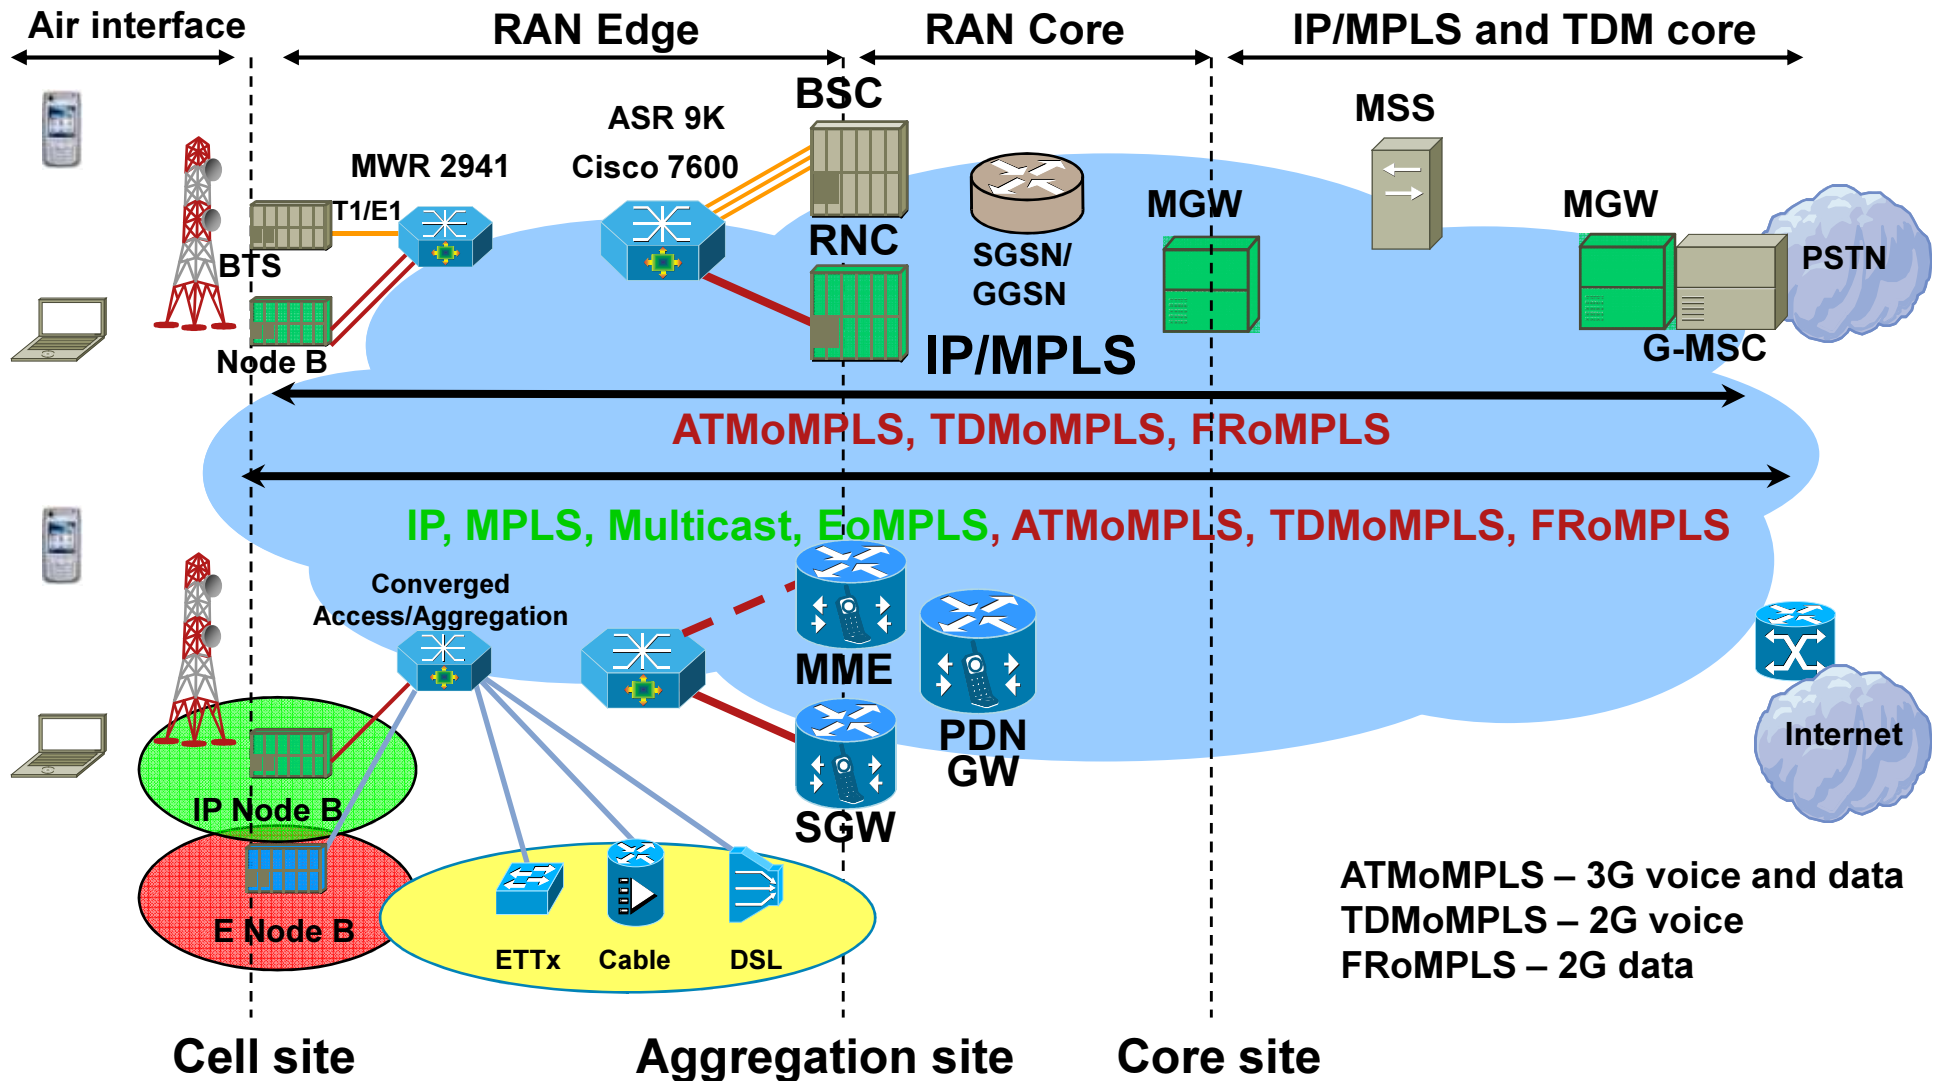 Air interface
RAN Edge
RAN Core
IP/MPLS and TDM core
BSC
MSS
ASR 9K
MWR 2941
Cisco 7600
T1/E1
MGW
MGW
BTS
RNC
SGSN/
GGSN
PSTN
Node B
IP/MPLS
G-MSC
ATMoMPLS, TDMoMPLS, FRoMPLS
IP, MPLS, Multicast, EoMPLS, ATMoMPLS, TDMoMPLS, FRoMPLS
Converged
Access/Aggregation
MME
PDN
GW
Internet
IP Node B
SGW
E Node B
ETTx
Cable
DSL
ATMoMPLS – 3G voice and data
TDMoMPLS – 2G voice
FRoMPLS – 2G data
Cell site
Aggregation site
Core site